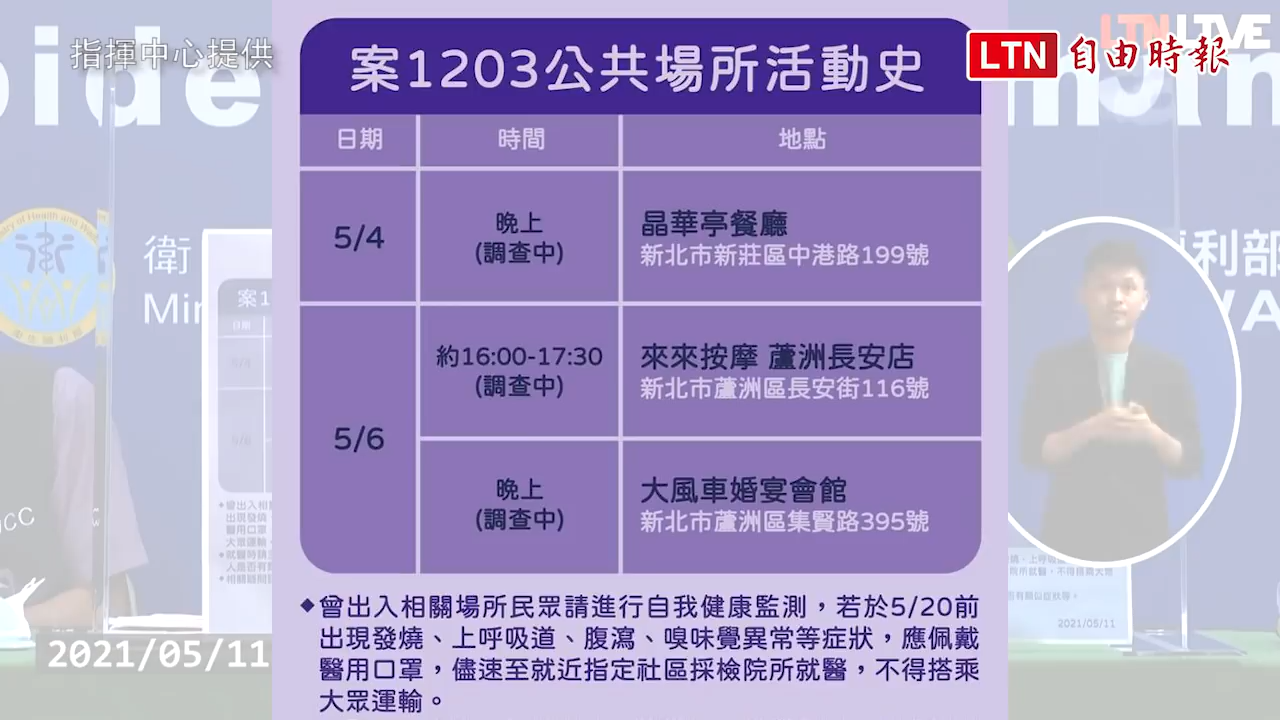 指揮中心提供
LTN LIVE
LTN 自由時報
案1203公共場所活動史
日期
時間
地點
5/4
晚上
(調查中)
晶華亭餐廳
新北市新莊區中港路199號
5/6
約16:00-17:30
(調查中)
來來按摩 蘆洲長安店
新北市蘆洲區長安街116號
晚上
(調查中)
大風車婚宴會館
新北市蘆洲區集賢路395號
◆曾出入相關場所民眾請進行自我健康監測，若於5/20前
出現發燒、上呼吸道、腹瀉、嗅味覺異常等症狀，應佩戴
醫用口罩，儘速至就近指定社區採檢院所就醫，不得搭乘
大眾運輸。
2021/05/11
衛
利部
2021/05/11